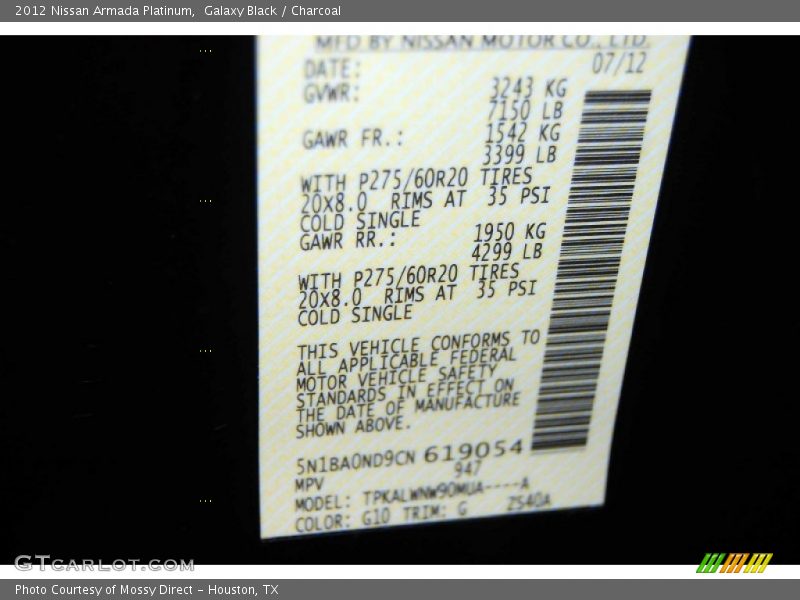 2012 Nissan Armada Platinum, Galaxy Black / Charcoal
MFD BY NISSAN MOTOR CO., LTD.
DATE: 07/12
GVWR: 3243 KG
7150 LB
GAWR FR.: 1542 KG
3399 LB
WITH P275/60R20 TIRES
20X8.0 RIMS AT 35 PSI
COLD SINGLE
GAWR RR.: 1950 KG
4299 LB
WITH P275/60R20 TIRES
20X8.0 RIMS AT 35 PSI
COLD SINGLE
THIS VEHICLE CONFORMS TO
ALL APPLICABLE FEDERAL
MOTOR VEHICLE SAFETY
STANDARDS IN EFFECT ON
THE DATE OF MANUFACTURE
SHOWN ABOVE.
5N1BA0ND9CN 619054
MPV 947
MODEL: TPKALWNW90MUA----A
COLOR: G10 TRIM: G ZS40A
GTcarlot.com
Photo Courtesy of Mossy Direct – Houston, TX